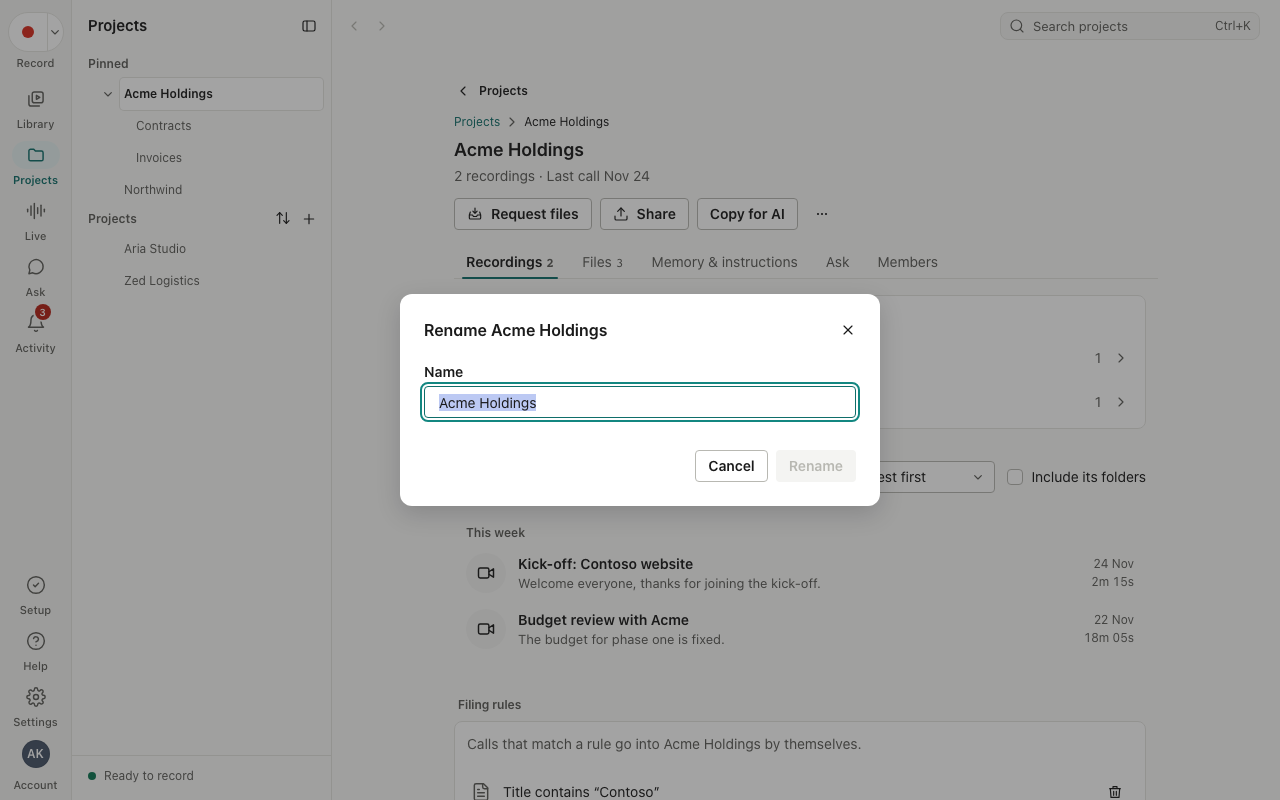 Record
Library
Projects
Live
Ask
3
Activity
Setup
Help
Settings
AK
Account
Projects
Pinned
Acme Holdings
Contracts
Invoices
Northwind
Projects
Aria Studio
Zed Logistics
Ready to record
Search projects Ctrl+K
Projects
Projects Acme Holdings
Acme Holdings
2 recordings · Last call Nov 24
Request files Share Copy for AI ···
Recordings 2 Files 3 Memory & instructions Ask Members
1
1
Rename Acme Holdings
Name
Acme Holdings
Cancel Rename
est first Include its folders
This week
Kick-off: Contoso website 24 Nov
Welcome everyone, thanks for joining the kick-off. 2m 15s
Budget review with Acme 22 Nov
The budget for phase one is fixed. 18m 05s
Filing rules
Calls that match a rule go into Acme Holdings by themselves.
Title contains “Contoso”